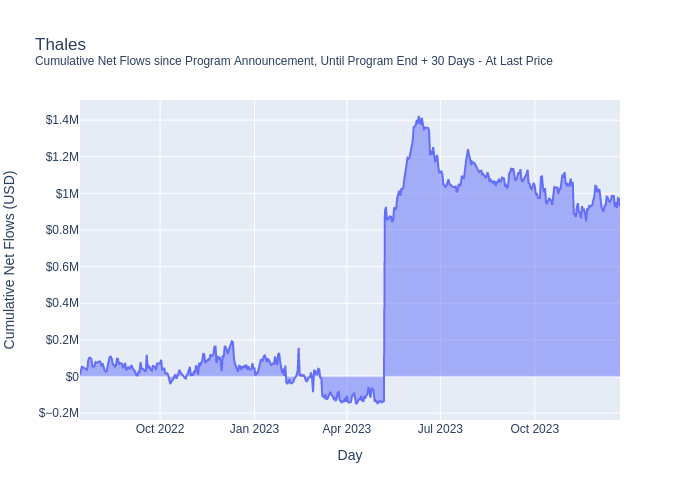 Thales
Cumulative Net Flows since Program Announcement, Until Program End + 30 Days - At Last Price
Cumulative Net Flows (USD)
$1.4M
$1.2M
$1M
$0.8M
$0.6M
$0.4M
$0.2M
$0
$−0.2M
Oct 2022
Jan 2023
Apr 2023
Jul 2023
Oct 2023
Day